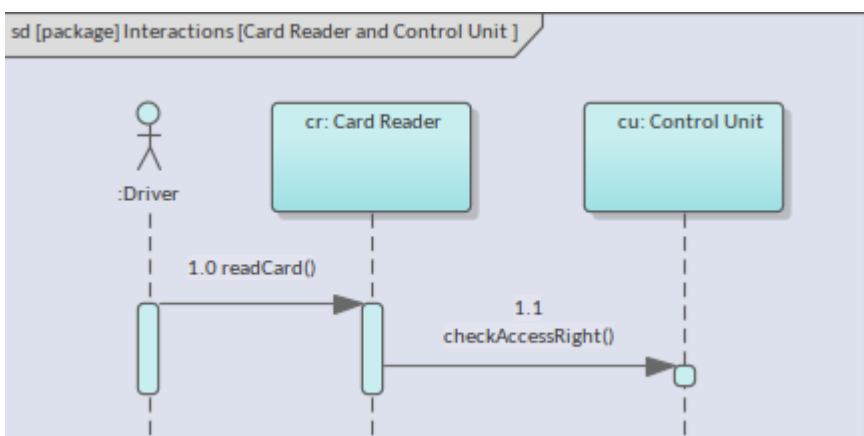 sd [package] Interactions [Card Reader and Control Unit ]
cr: Card Reader
cu: Control Unit
:Driver
1.0 readCard()
1.1
checkAccessRight()